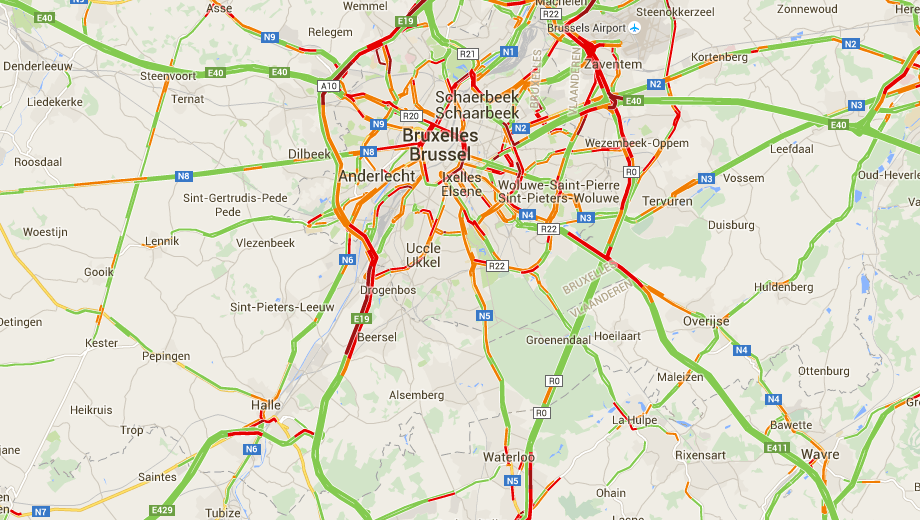 Asse
Wemmel
E19
Machelen
R22
Steenokkerzeel
Zonnewoud
E40
N9
Relegem
R21
N1
Brussels Airport
N2
Denderleeuw
Steenvoort
E40
E40
A10
BRUXELLES
VLAANDEREN
Zaventem
Kortenberg
N2
Liedekerke
Ternat
Schaerbeek
Schaarbeek
E40
N3
R20
N9
N2
E40
Bruxelles
Brussel
Wezembeek-Oppem
Leefdaal
Roosdaal
Dilbeek
N8
N8
Anderlecht
Ixelles
Elsene
R0
N3
Vossem
Oud-Heverle
Woluwe-Saint-Pierre
Sint-Pieters-Woluwe
Sint-Gertrudis-Pede
Pede
Tervuren
N4
N3
R22
Duisburg
Woestijn
Lennik
Vlezenbeek
N6
Uccle
Ukkel
R22
Gooik
BRUXELLES
VLAANDEREN
Drogenbos
Huldenberg
Sint-Pieters-Leeuw
E19
N5
Overijse
Oetingen
Kester
Beersel
Groenendaal
Hoeilaart
Pepingen
N4
Ottenburg
R0
Maleizen
Alsemberg
Heikruis
Halle
R0
N4
La Hulpe
Bawette
Trop
N6
E411
Waterloo
Rixensart
Wavre
Saintes
N5
Ohain
N7
E429
Tubize